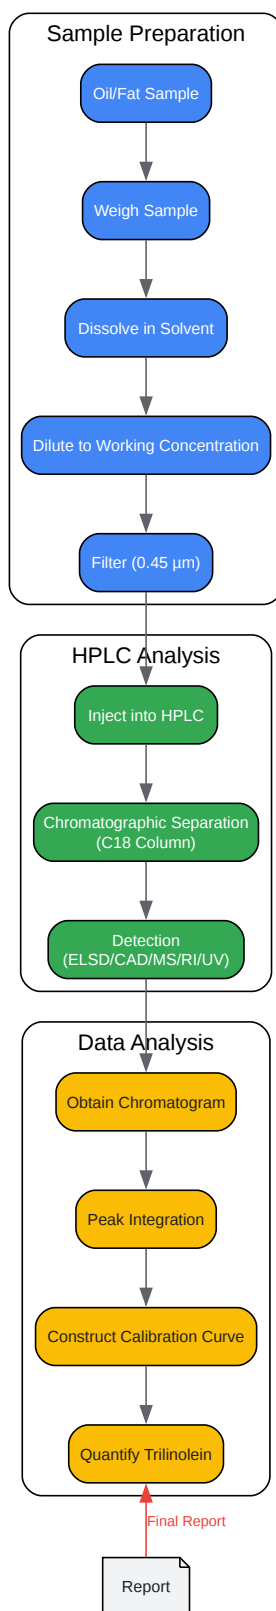 Sample Preparation
Oil/Fat Sample
Weigh Sample
Dissolve in Solvent
Dilute to Working Concentration
Filter (0.45 µm)
HPLC Analysis
Inject into HPLC
Chromatographic Separation
(C18 Column)
Detection
(ELSD/CAD/MS/RI/UV)
Data Analysis
Obtain Chromatogram
Peak Integration
Construct Calibration Curve
Quantify Trilinolein
Final Report
Report